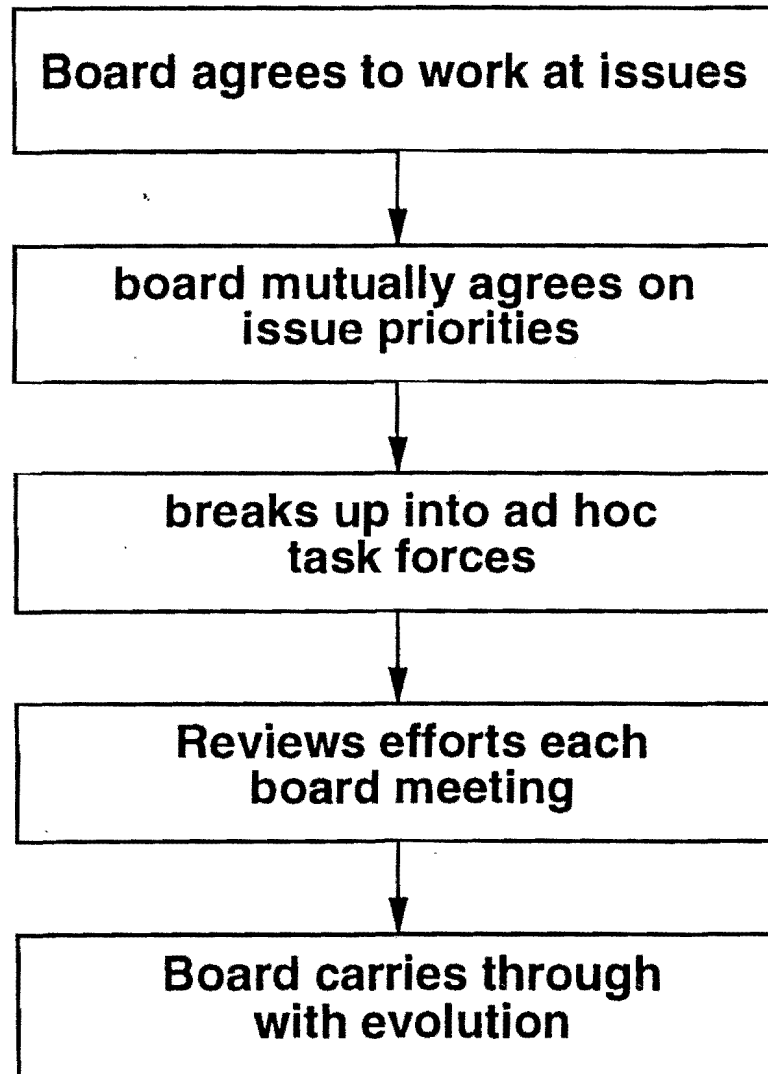 Board agrees to work at issues
board mutually agrees on
issue priorities
breaks up into ad hoc
task forces
Reviews efforts each
board meeting
Board carries through
with evolution